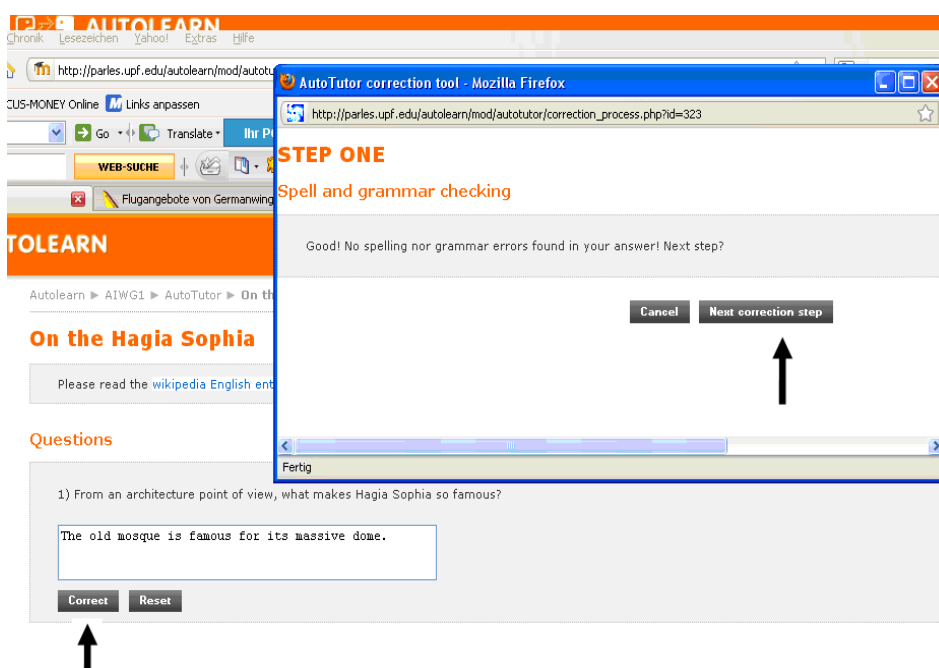 AUTOLEARN
Chronik Lesezeichen Yahoo! Extras Hilfe
http://parles.upf.edu/autolearn/mod/autotu
CUS-MONEY Online Links anpassen
Go Translate Ihr PC
WEB-SUCHE
Flugangebote von Germanwing
TOLEARN
Autolearn ► AIWG1 ► AutoTutor ► On th
On the Hagia Sophia
Please read the wikipedia English ent
Questions
1) From an architecture point of view, what makes Hagia Sophia so famous?
The old mosque is famous for its massive dome.
Correct Reset
AutoTutor correction tool - Mozilla Firefox
http://parles.upf.edu/autolearn/mod/autotutor/correction_process.php?id=323
STEP ONE
Spell and grammar checking
Good! No spelling nor grammar errors found in your answer! Next step?
Cancel Next correction step
Fertig